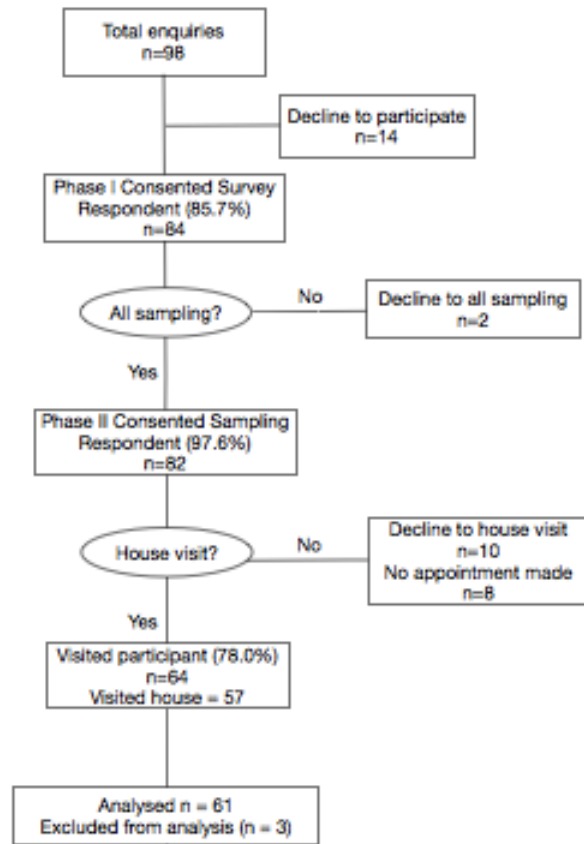 Total enquiries
n=98
Decline to participate
n=14
Phase I Consented Survey
Respondent (85.7%)
n=84
All sampling?
No
Decline to all sampling
n=2
Yes
Phase II Consented Sampling
Respondent (97.6%)
n=82
House visit?
No
Decline to house visit
n=10
No appointment made
n=8
Yes
Visited participant (78.0%)
n=64
Visited house = 57
Analysed n = 61
Excluded from analysis (n = 3)